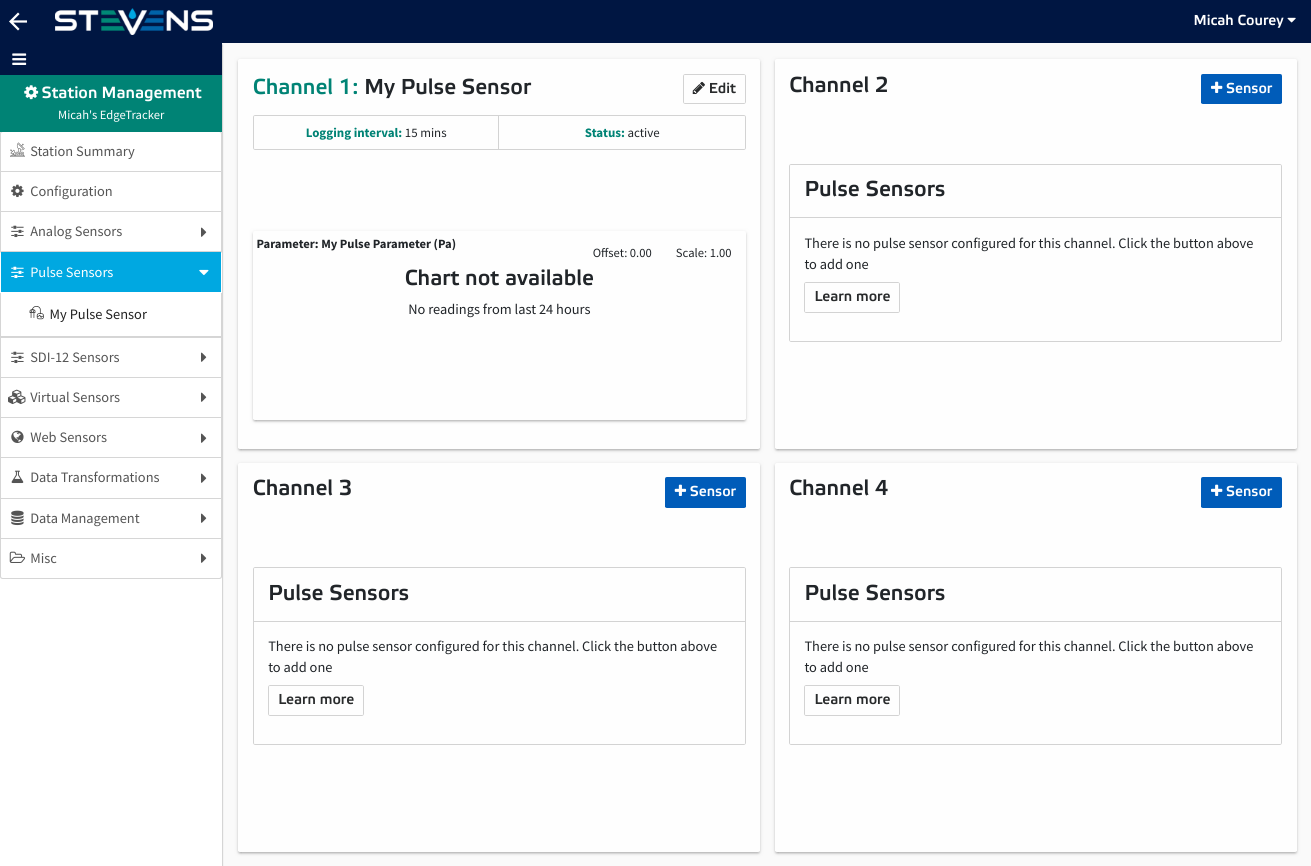 STEVENS
Micah Courey
Station Management
Micah's EdgeTracker
Station Summary
Configuration
Analog Sensors
Pulse Sensors
My Pulse Sensor
SDI-12 Sensors
Virtual Sensors
Web Sensors
Data Transformations
Data Management
Misc
Channel 1: My Pulse Sensor
Edit
Logging interval: 15 mins
Status: active
Parameter: My Pulse Parameter (Pa)
Offset: 0.00
Scale: 1.00
Chart not available
No readings from last 24 hours
Channel 2
Sensor
Pulse Sensors
There is no pulse sensor configured for this channel. Click the button above
to add one
Learn more
Channel 3
Sensor
Pulse Sensors
There is no pulse sensor configured for this channel. Click the button above
to add one
Learn more
Channel 4
Sensor
Pulse Sensors
There is no pulse sensor configured for this channel. Click the button above
to add one
Learn more